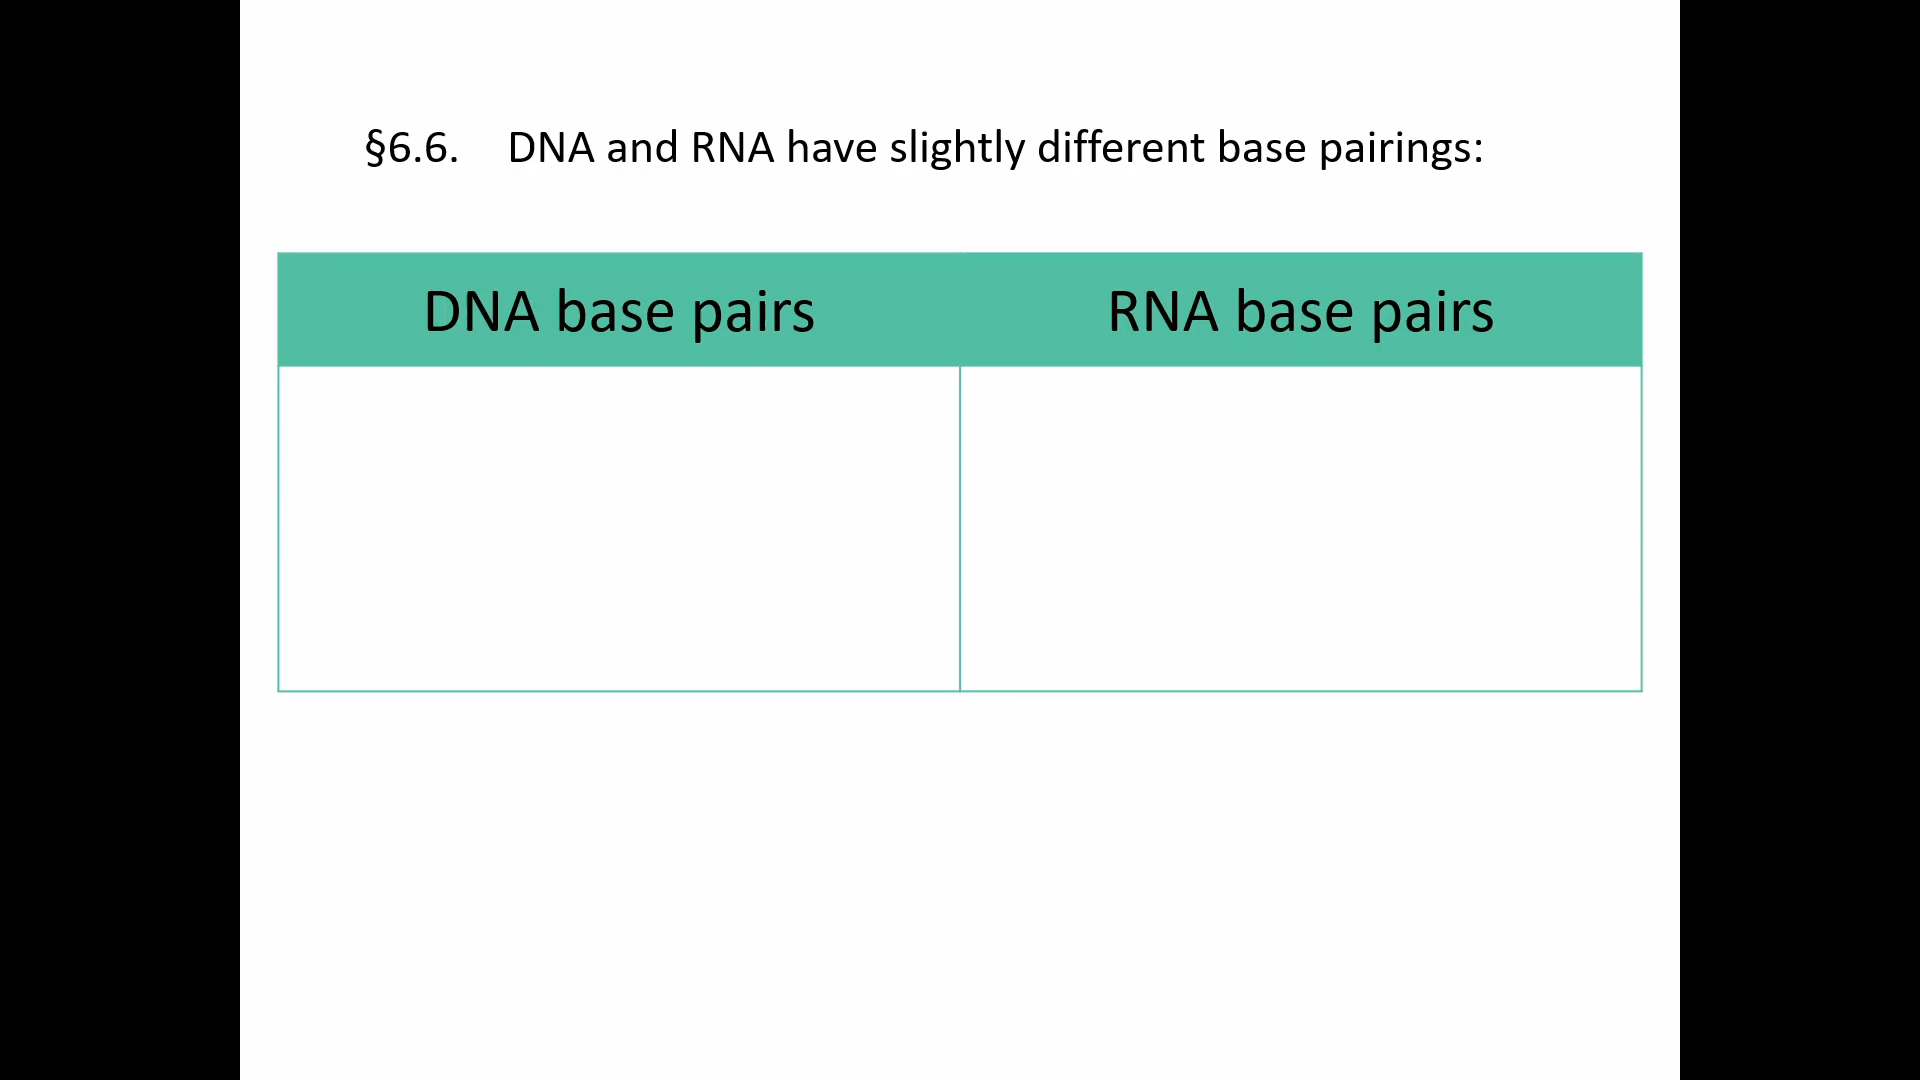 §6.6. DNA and RNA have slightly different base pairings:
DNA base pairs
RNA base pairs